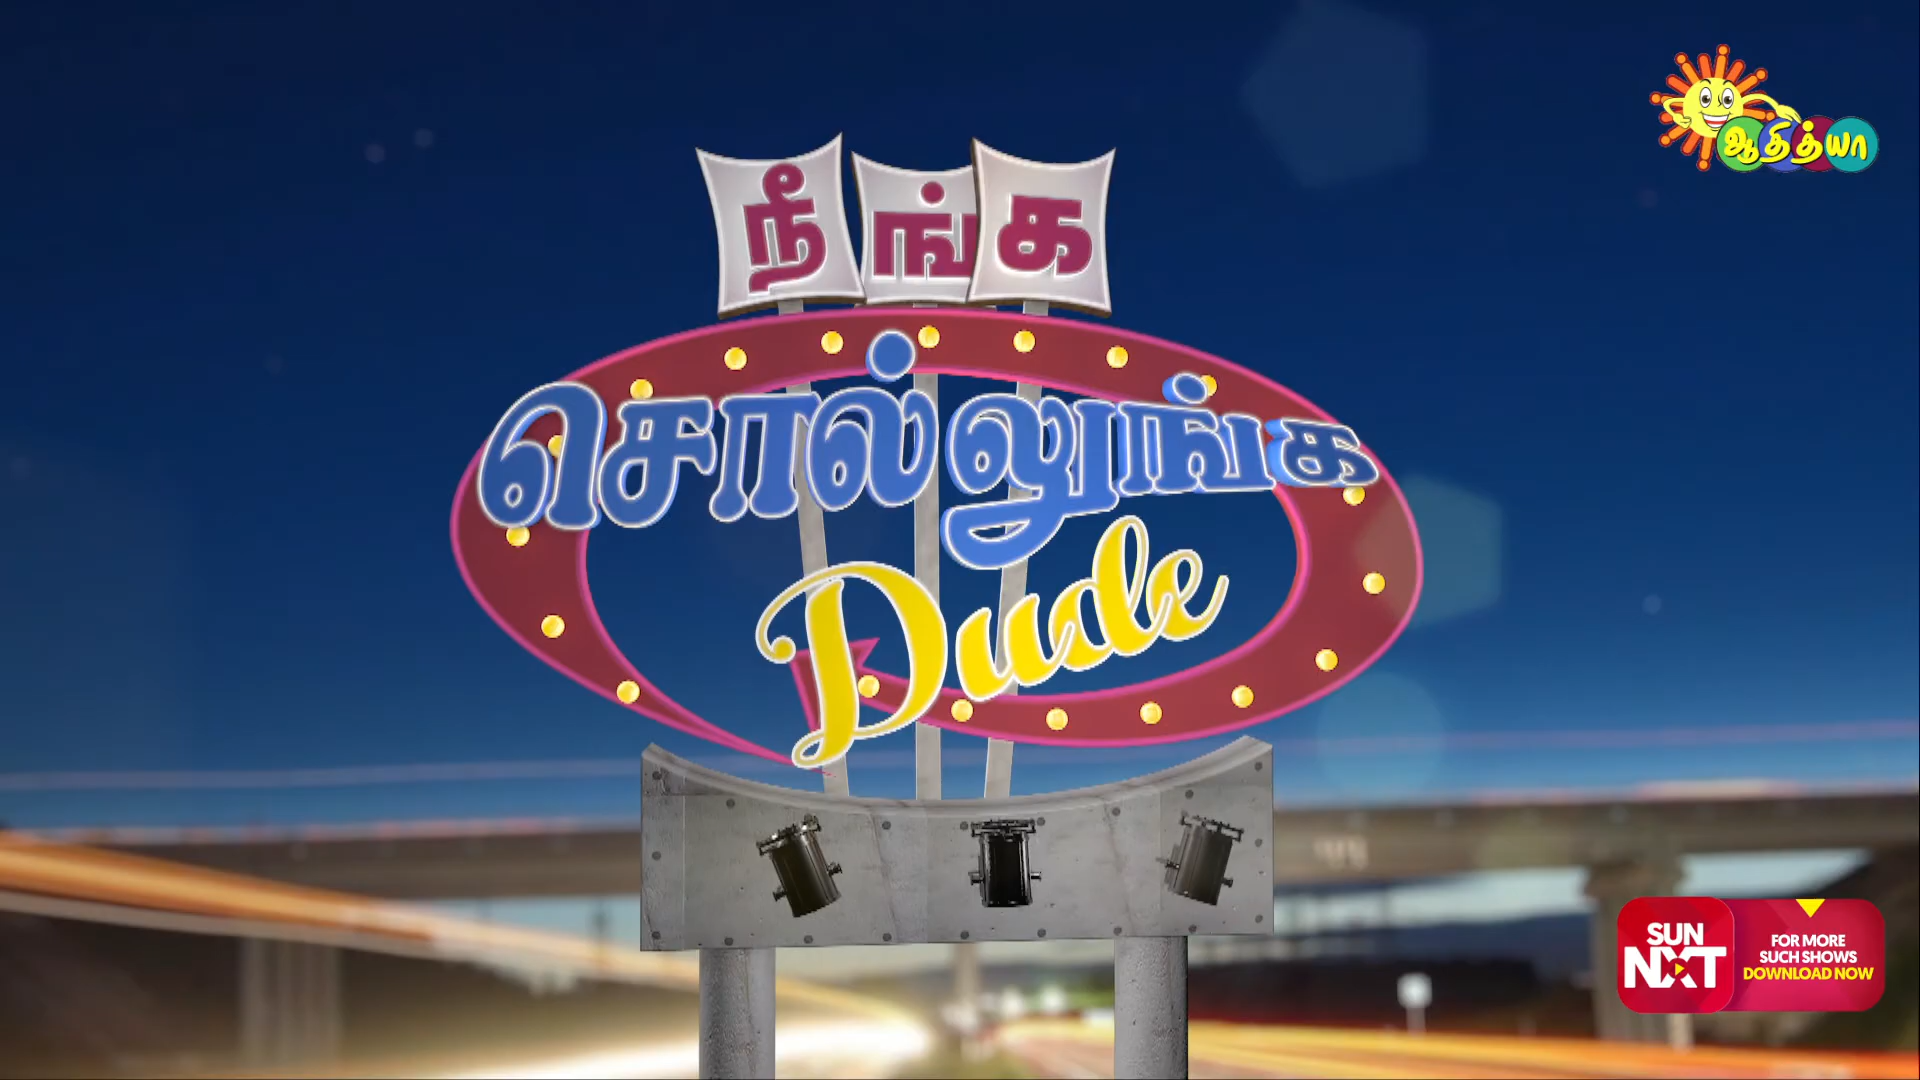 ஆதித்யா
நீங்க
சொல்லுங்க
Dude
SUN
NXT
FOR MORE
SUCH SHOWS
DOWNLOAD NOW